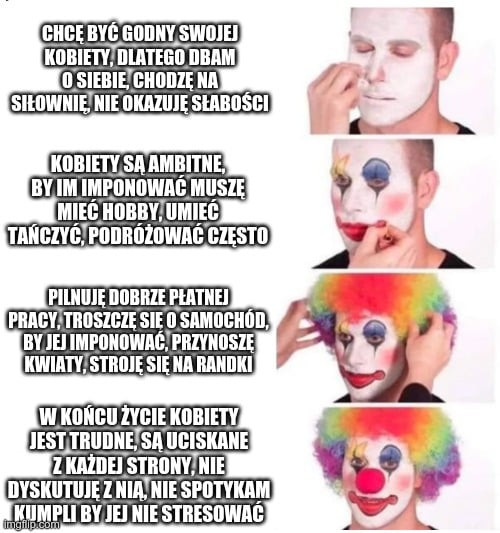 CHCĘ BYĆ GODNY SWOJEJ
KOBIETY, DLATEGO DBAM
O SIEBIE, CHODZĘ NA
SIŁOWNIĘ, NIE OKAZUJĘ SŁABOŚCI
KOBIETY SĄ AMBITNE,
BY IM IMPONOWAĆ MUSZĘ
MIEĆ HOBBY, UMIEĆ
TAŃCZYĆ, PODRÓŻOWAĆ CZĘSTO
PILNUJĘ DOBRZE PŁATNEJ
PRACY, TROSZCZĘ SIĘ O SAMOCHÓD,
BY JEJ IMPONOWAĆ, PRZYNOSZĘ
KWIATY, STROJĘ SIĘ NA RANDKI
W KOŃCU ŻYCIE KOBIETY
JEST TRUDNE, SĄ UCISKANE
Z KAŻDEJ STRONY, NIE
DYSKUTUJĘ Z NIĄ, NIE SPOTYKAM
KUMPLI BY JEJ NIE STRESOWAĆ
imgflip.com